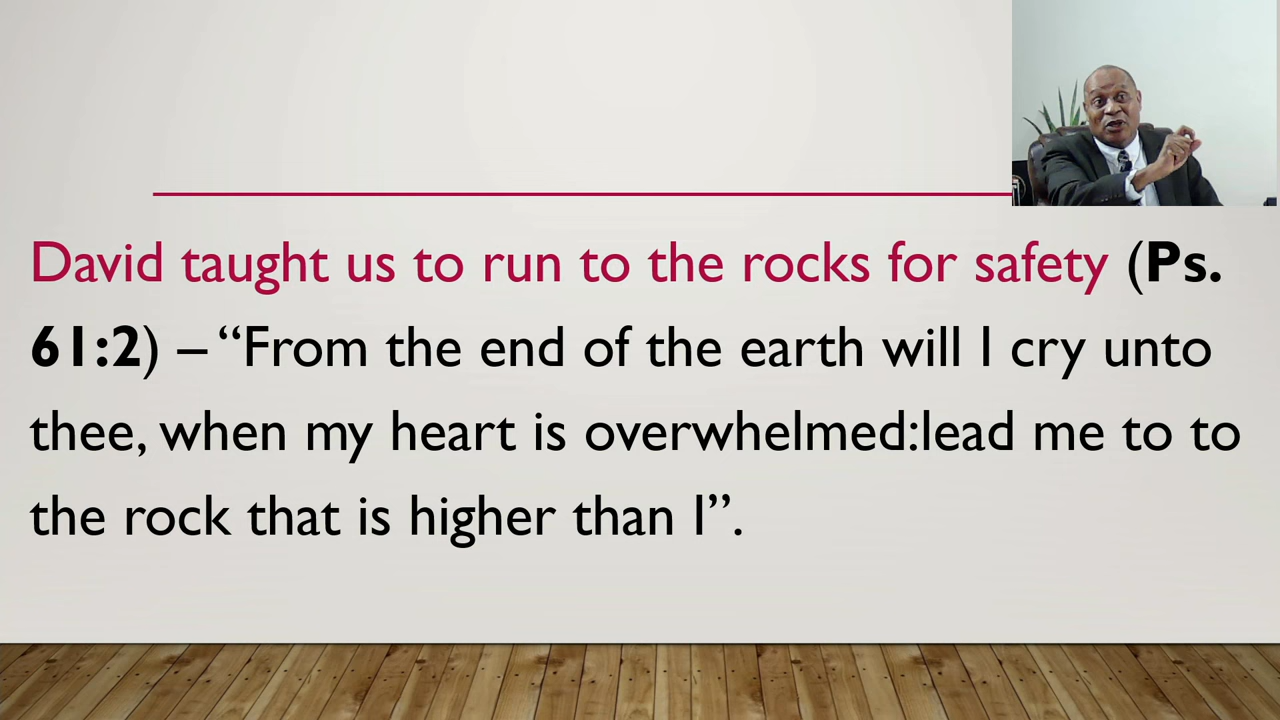 David taught us to run to the rocks for safety (Ps.
61:2) – “From the end of the earth will I cry unto
thee, when my heart is overwhelmed:lead me to to
the rock that is higher than I”.